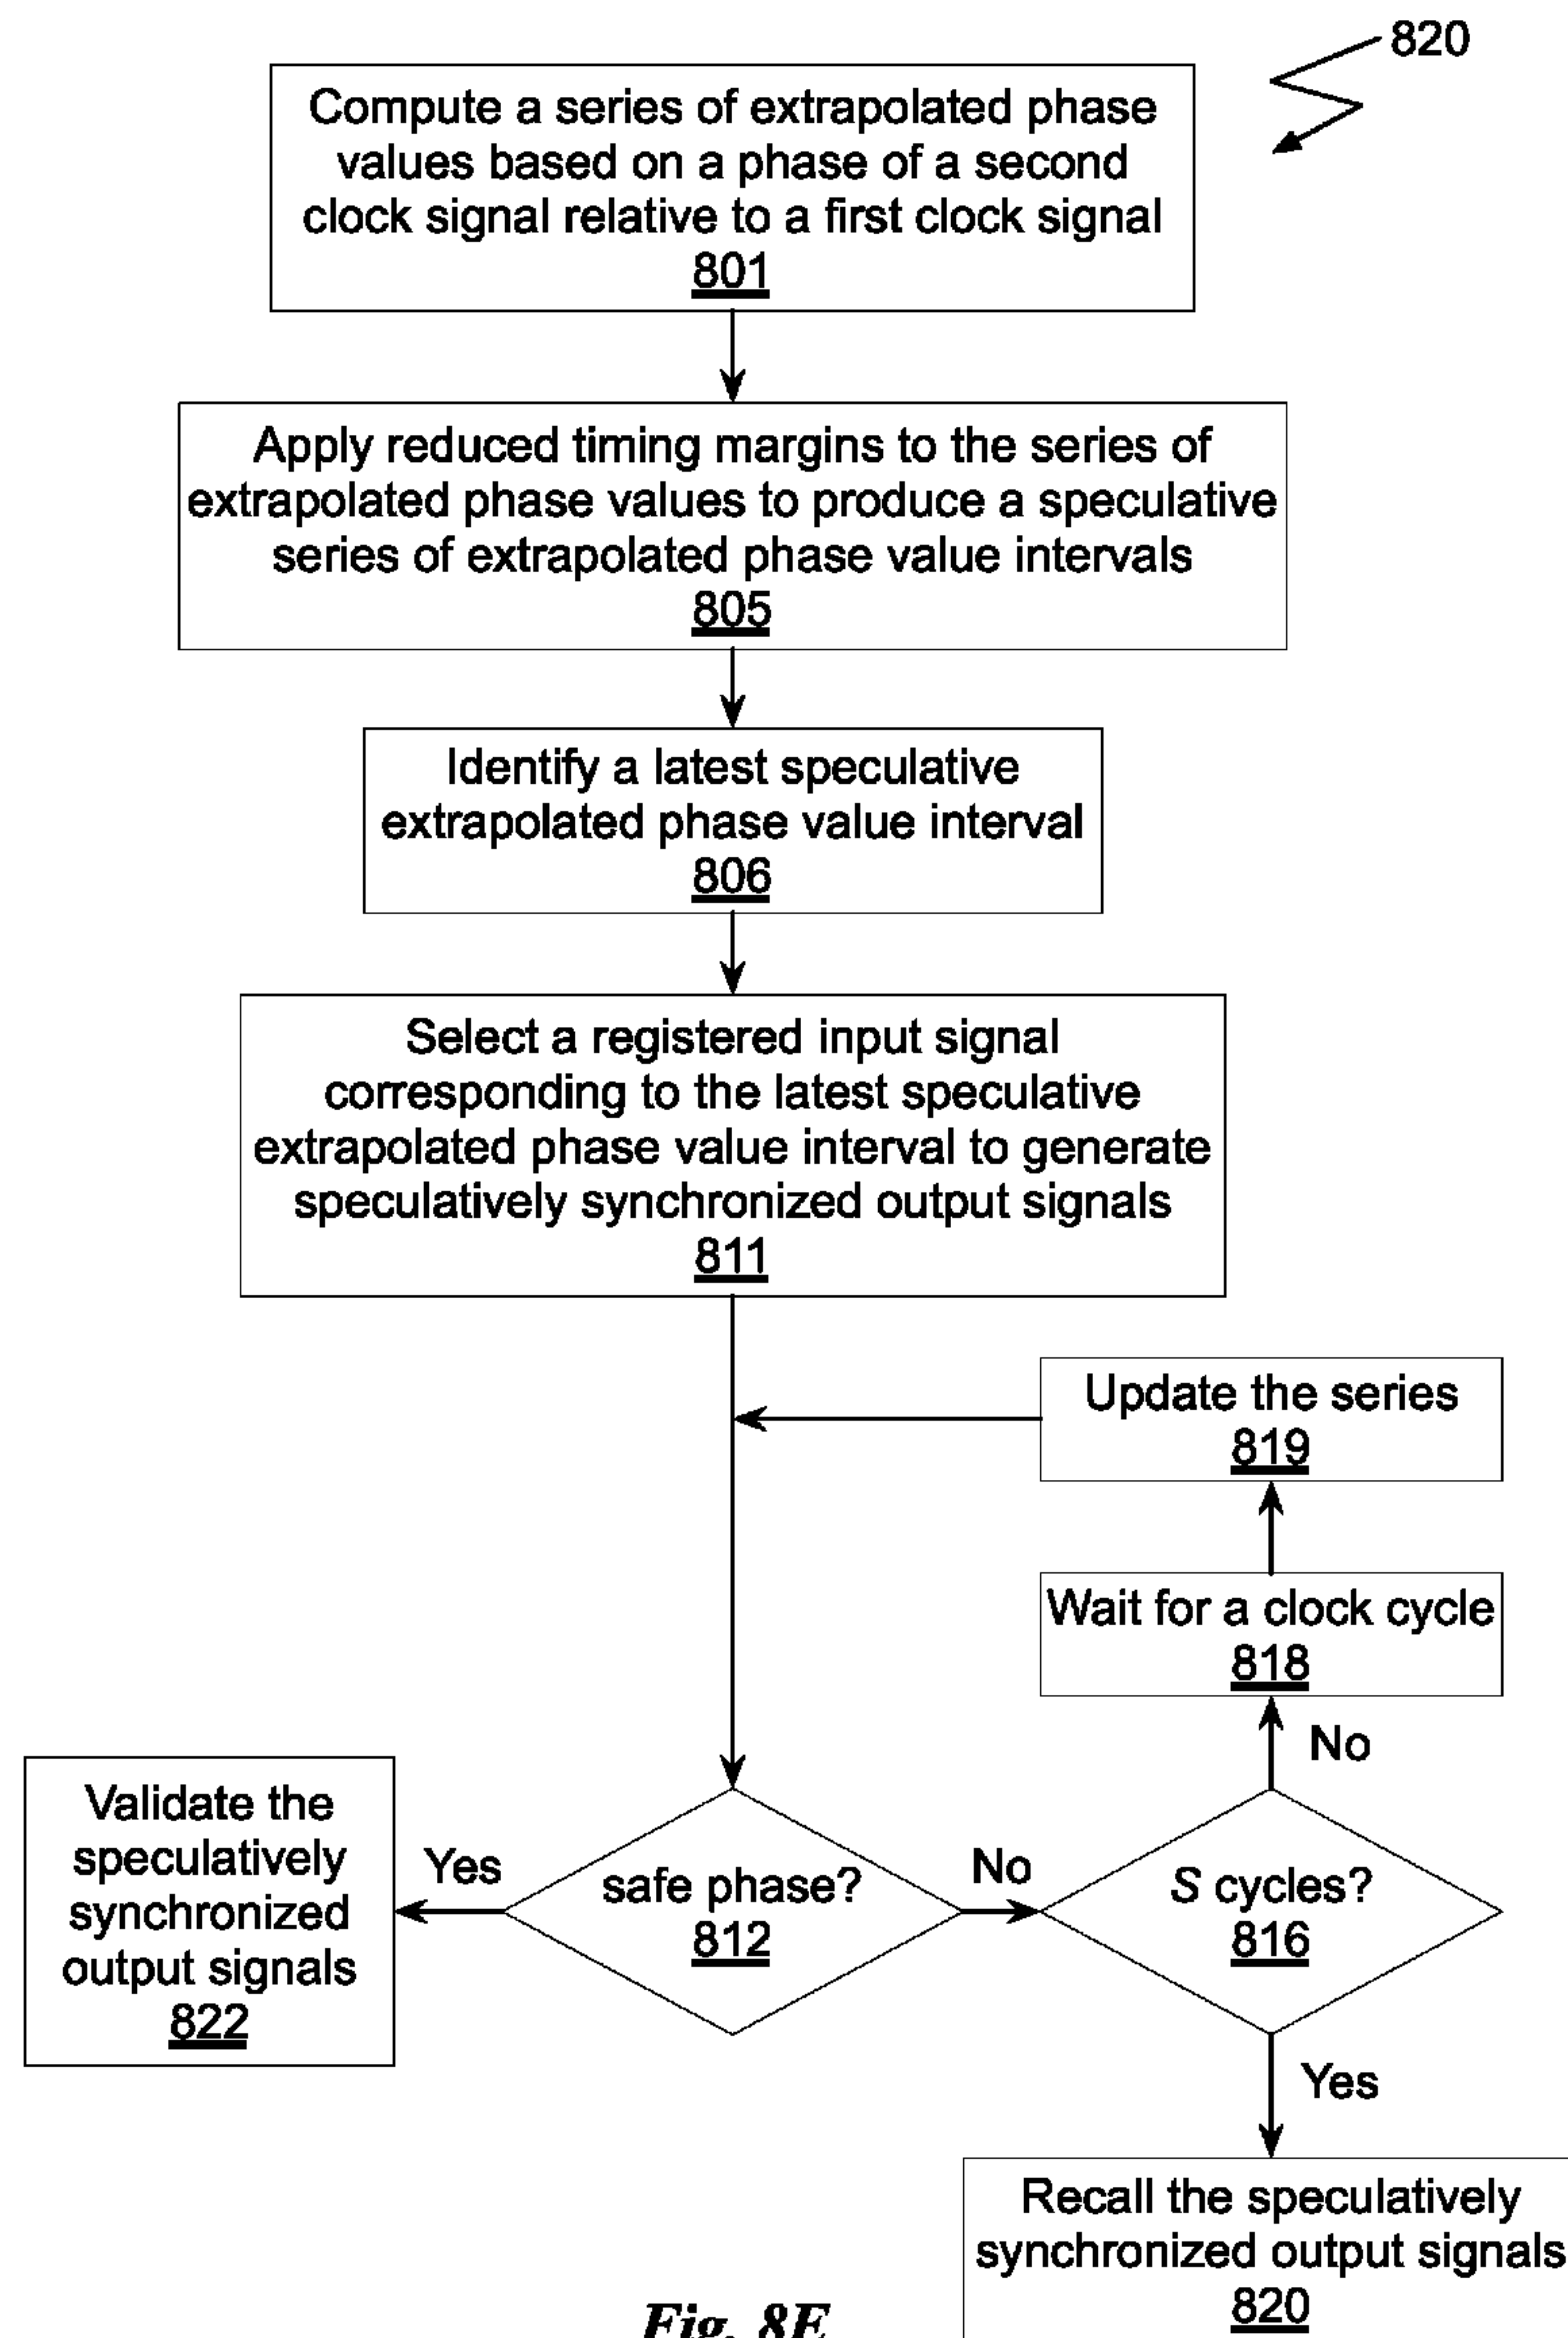 820
Compute a series of extrapolated phase
values based on a phase of a second
clock signal relative to a first clock signal
801
Apply reduced timing margins to the series of
extrapolated phase values to produce a speculative
series of extrapolated phase value intervals
805
Identify a latest speculative
extrapolated phase value interval
806
Select a registered input signal
corresponding to the latest speculative
extrapolated phase value interval to generate
speculatively synchronized output signals
811
Update the series
819
Wait for a clock cycle
818
No
Validate the
speculatively
synchronized
output signals
822
Yes
safe phase?
812
No
S cycles?
816
Yes
Recall the speculatively
synchronized output signals
820
Fig. 8E